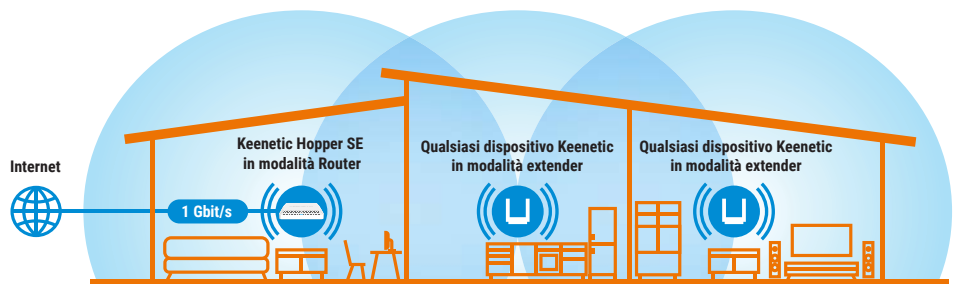 Internet
1 Gbit/s
Keenetic Hopper SE
in modalità Router
Qualsiasi dispositivo Keenetic
in modalità extender
Qualsiasi dispositivo Keenetic
in modalità extender